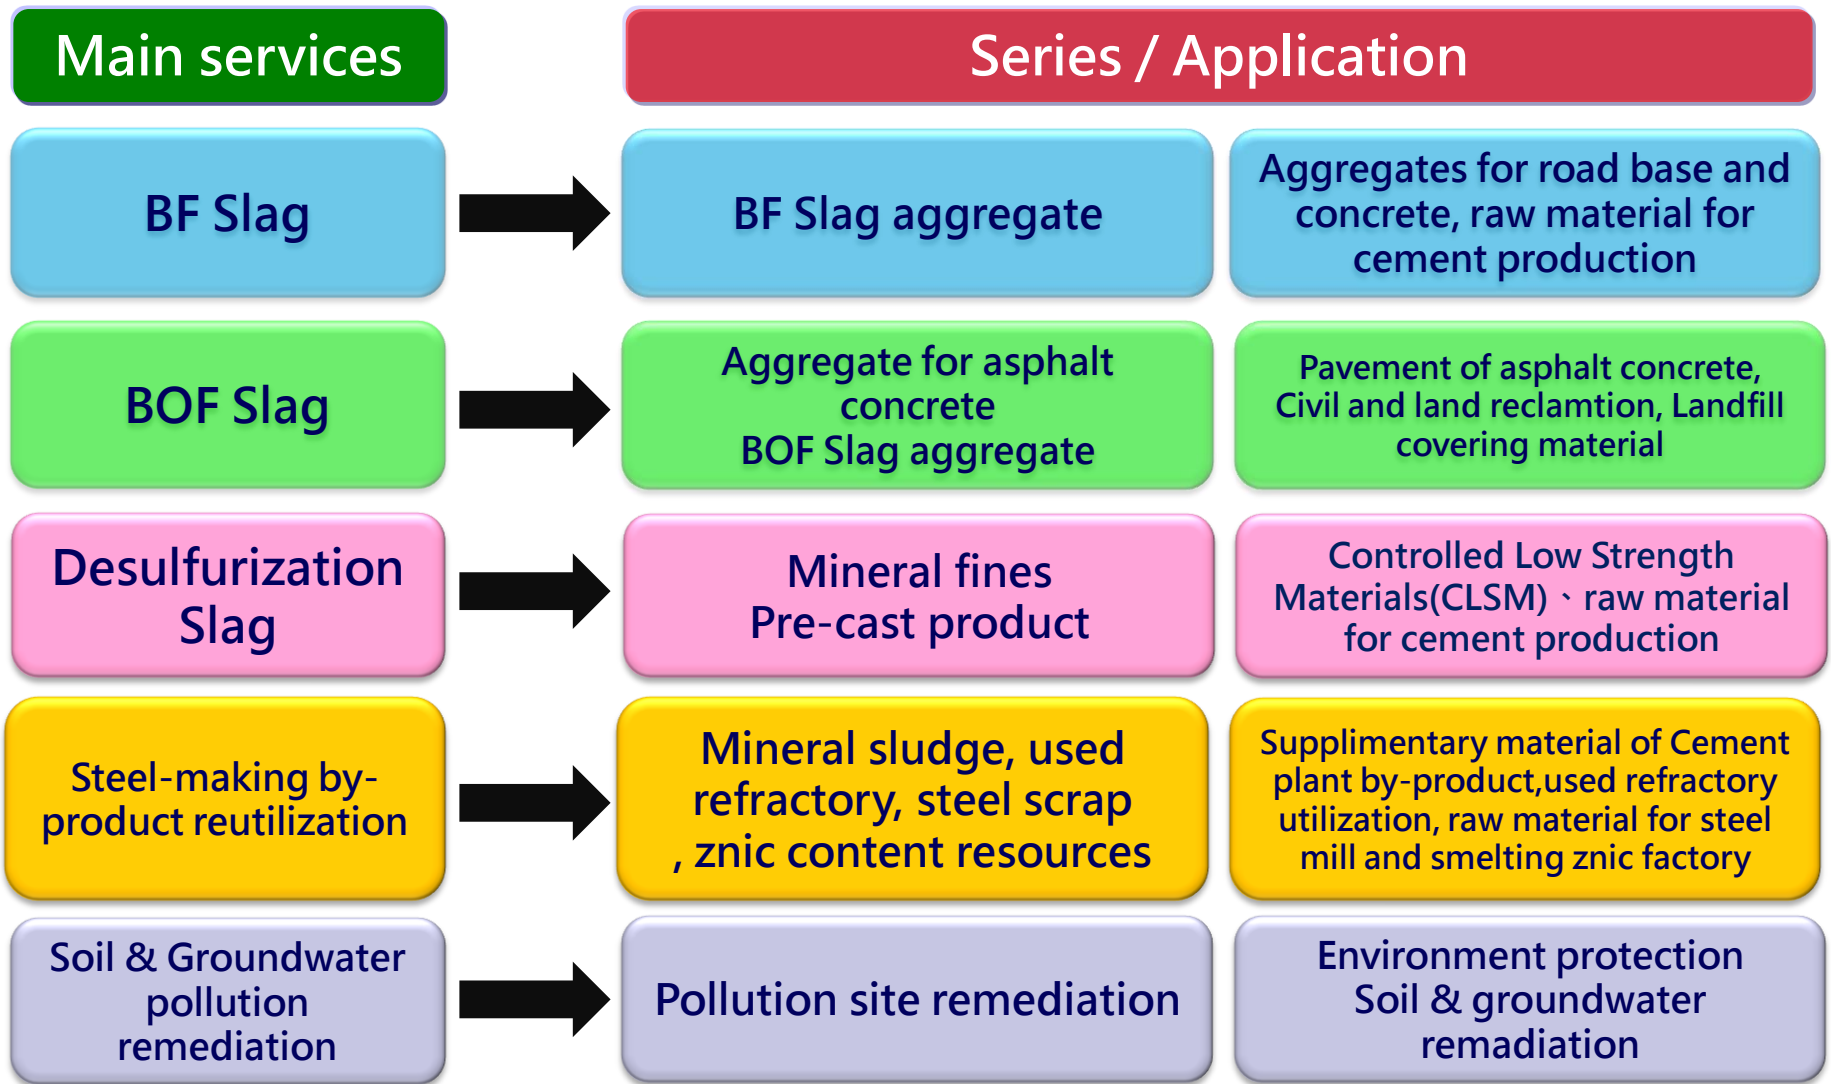 Main services
Series / Application
BF Slag
BF Slag aggregate
Aggregates for road base and
concrete, raw material for
cement production
BOF Slag
Aggregate for asphalt
concrete
BOF Slag aggregate
Pavement of asphalt concrete,
Civil and land reclamtion, Landfill
covering material
Desulfurization
Slag
Mineral fines
Pre-cast product
Controlled Low Strength
Materials(CLSM)、raw material
for cement production
Steel-making by-
product reutilization
Mineral sludge, used
refractory, steel scrap
, znic content resources
Supplimentary material of Cement
plant by-product,used refractory
utilization, raw material for steel
mill and smelting znic factory
Soil & Groundwater
pollution
remediation
Pollution site remediation
Environment protection
Soil & groundwater
remadiation